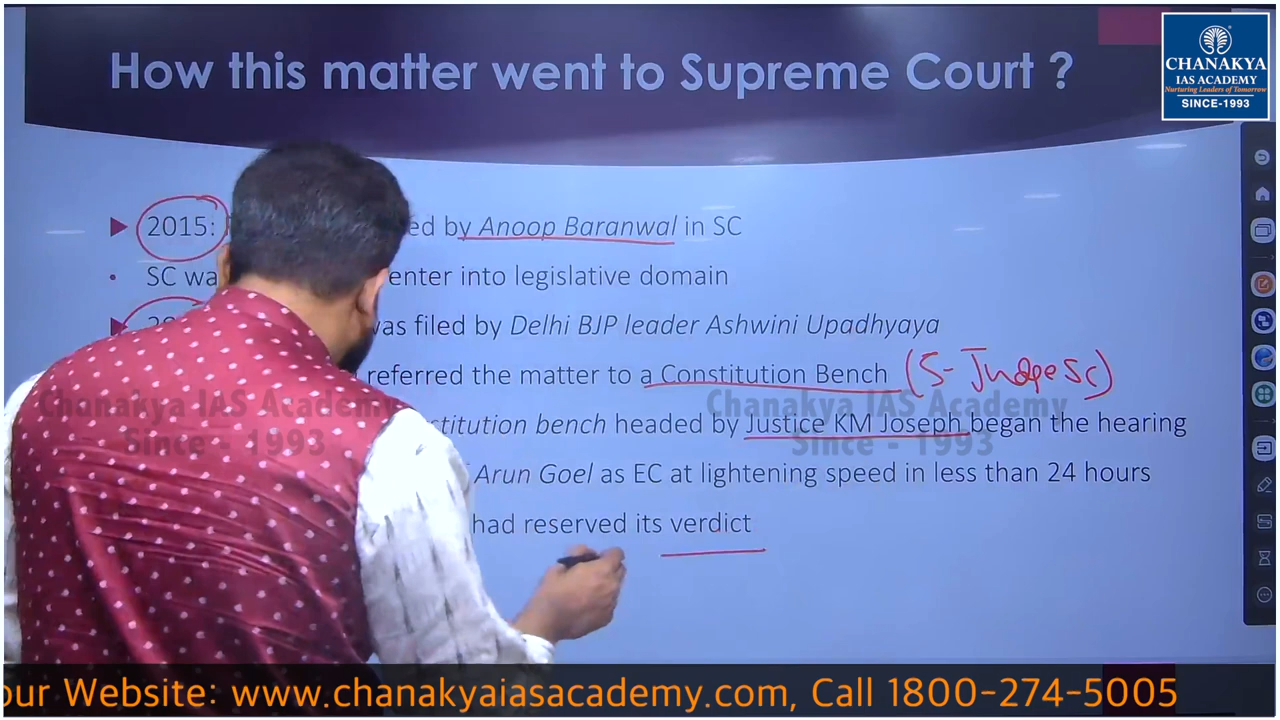 How this matter went to Supreme Court ?
CHANAKYA
IAS ACADEMY
Nurturing Leaders of Tomorrow
SINCE-1993
2015: ed by Anoop Baranwal in SC
SC wa enter into legislative domain
was filed by Delhi BJP leader Ashwini Upadhyaya
referred the matter to a Constitution Bench (5-Judge SC)
stitution bench headed by Justice KM Joseph began the hearing
Arun Goel as EC at lightening speed in less than 24 hours
had reserved its verdict
Chanakya IAS Academy
Since - 1993
Chanakya IAS Academy
Since - 1993
our Website: www.chanakyaiasacademy.com, Call 1800-274-5005